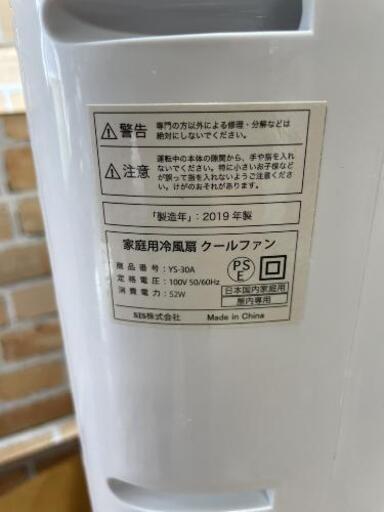 ⚠警告 専門の方以外による修理・分解などは
絶対にしないでください。
⚠注意 運転中の本体の隙間から、手や指を入れ
ないでください。特に小さいお子様など
が誤って指を入れないようご注意くださ
い。けがのおそれがあります。
「製造年」：2019 年製
家庭用冷風扇 クールファン
商品番号：YS-30A
定格電圧：100V 50/60Hz
消費電力：52W
PS
E
日本国内家庭用
屋内専用
SIS株式会社 Made in China